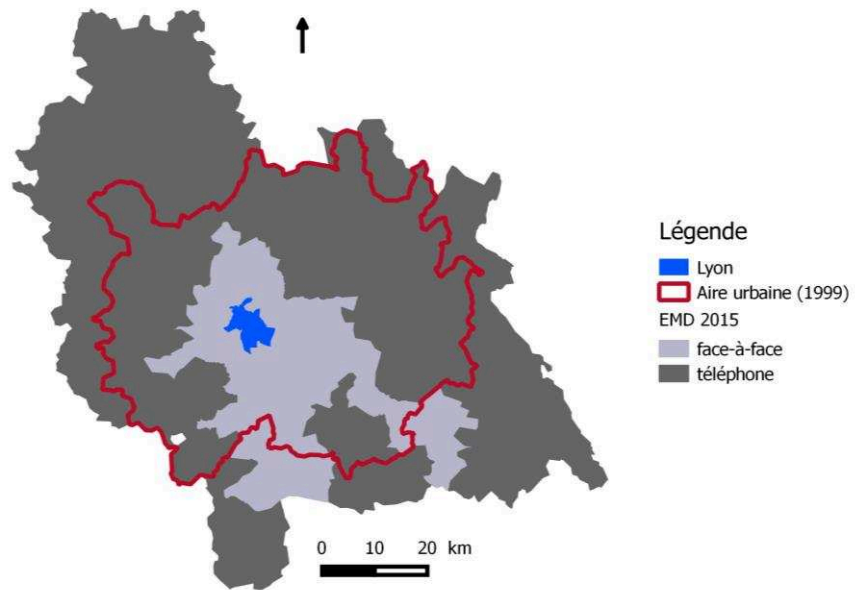 Légende
Lyon
Aire urbaine (1999)
EMD 2015
face-à-face
téléphone
0 10 20 km